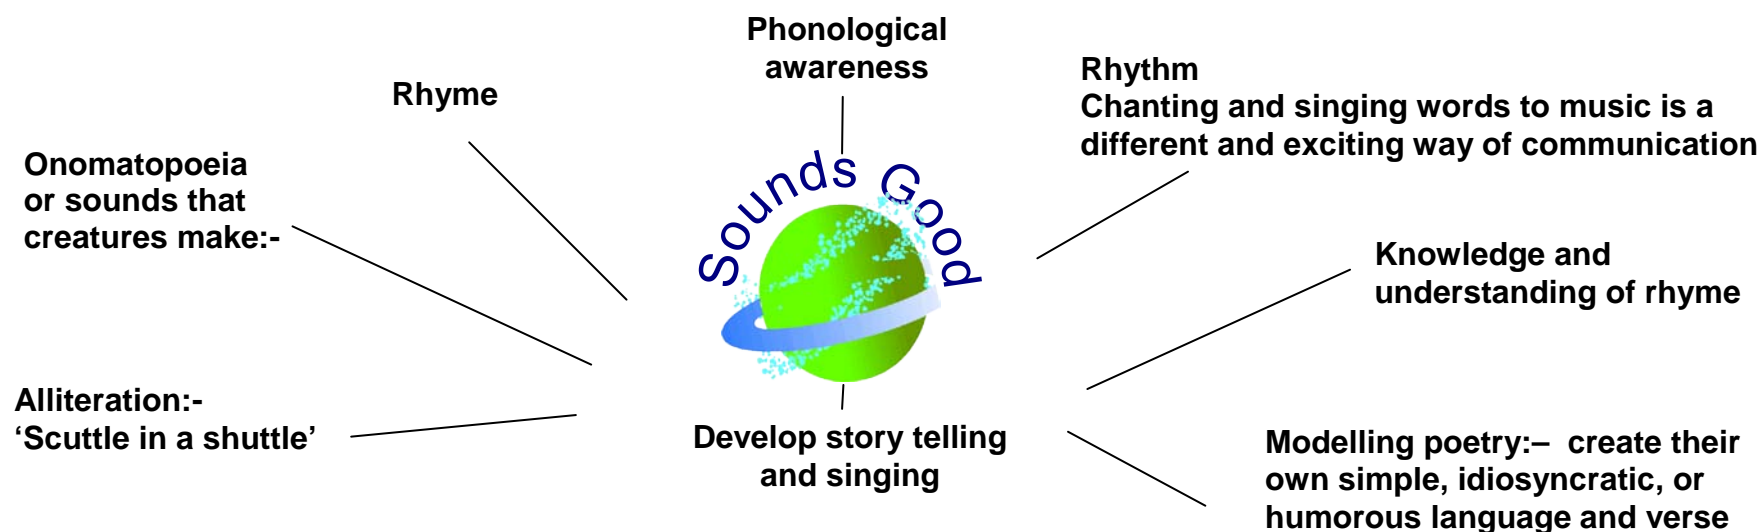 Phonological
awareness
Rhyme
Rhythm
Chanting and singing words to music is a
different and exciting way of communication
Onomatopoeia
or sounds that
creatures make:-
Sounds Good
Knowledge and
understanding of rhyme
Alliteration:-
‘Scuttle in a shuttle’
Develop story telling
and singing
Modelling poetry:– create their
own simple, idiosyncratic, or
humorous language and verse